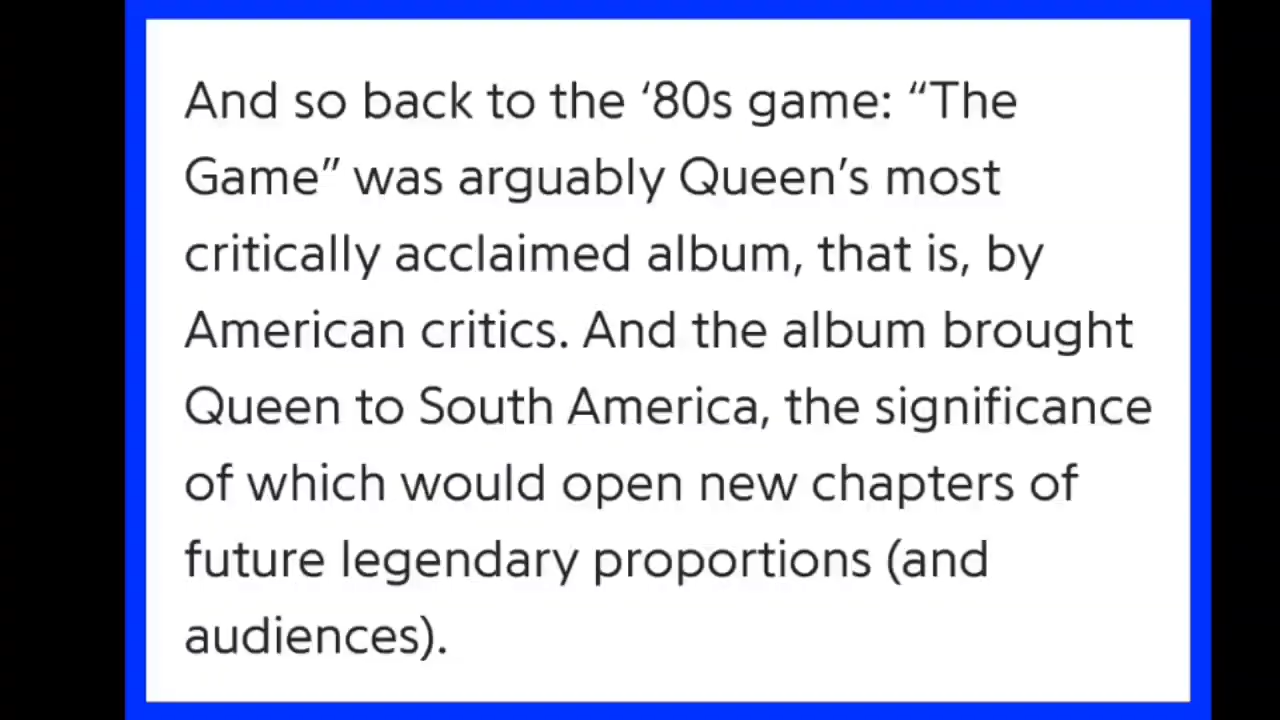 And so back to the ‘80s game: “The
Game” was arguably Queen’s most
critically acclaimed album, that is, by
American critics. And the album brought
Queen to South America, the significance
of which would open new chapters of
future legendary proportions (and
audiences).